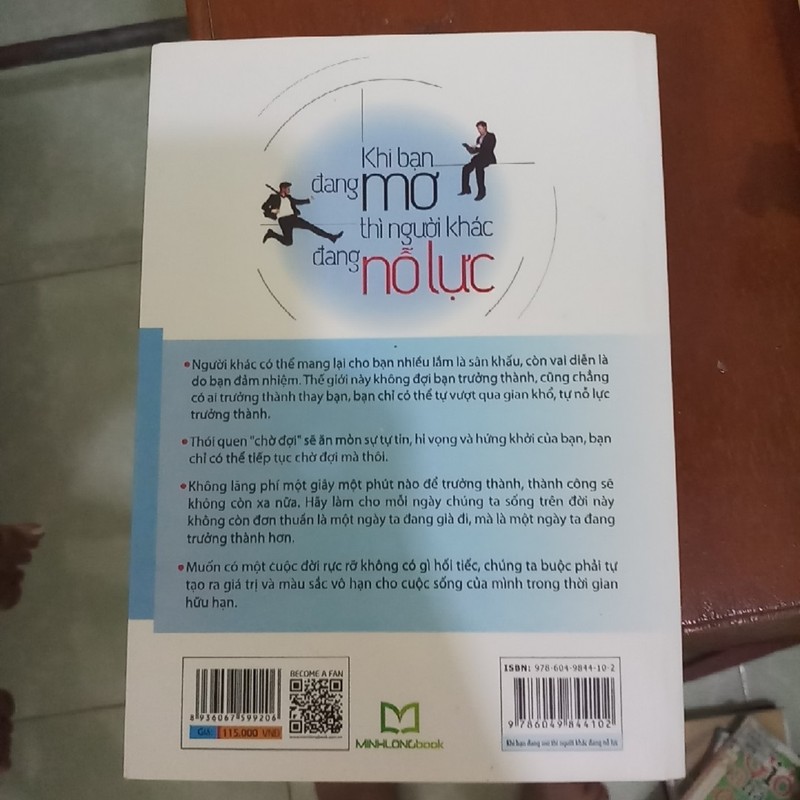 Khi bạn
đang mơ
thì người khác
đang nỗ lực
• Người khác có thể mang lại cho bạn nhiều lắm là sân khấu, còn vai diễn là
do bạn đảm nhiệm. Thế giới này không đợi bạn trưởng thành, cũng chẳng
có ai trưởng thành thay bạn, bạn chỉ có thể tự vượt qua gian khổ, tự nỗ lực
trưởng thành.
• Thói quen "chờ đợi" sẽ ăn mòn sự tự tin, hi vọng và hứng khởi của bạn, bạn
chỉ có thể tiếp tục chờ đợi mà thôi.
• Không lãng phí một giây một phút nào để trưởng thành, thành công sẽ
không còn xa nữa. Hãy làm cho mỗi ngày chúng ta sống trên đời này
không còn đơn thuần là một ngày ta đang già đi, mà là một ngày ta đang
trưởng thành hơn.
• Muốn có một cuộc đời rực rỡ không có gì hối tiếc, chúng ta buộc phải tự
tạo ra giá trị và màu sắc vô hạn cho cuộc sống của mình trong thời gian
hữu hạn.
8 936067 599206
Giá: 115.000 VNĐ
BECOME A FAN
MINHLONGbook
ISBN: 978-604-9844-10-2
9 786049 844102
Khi bạn đang mơ thì người khác đang nỗ lực